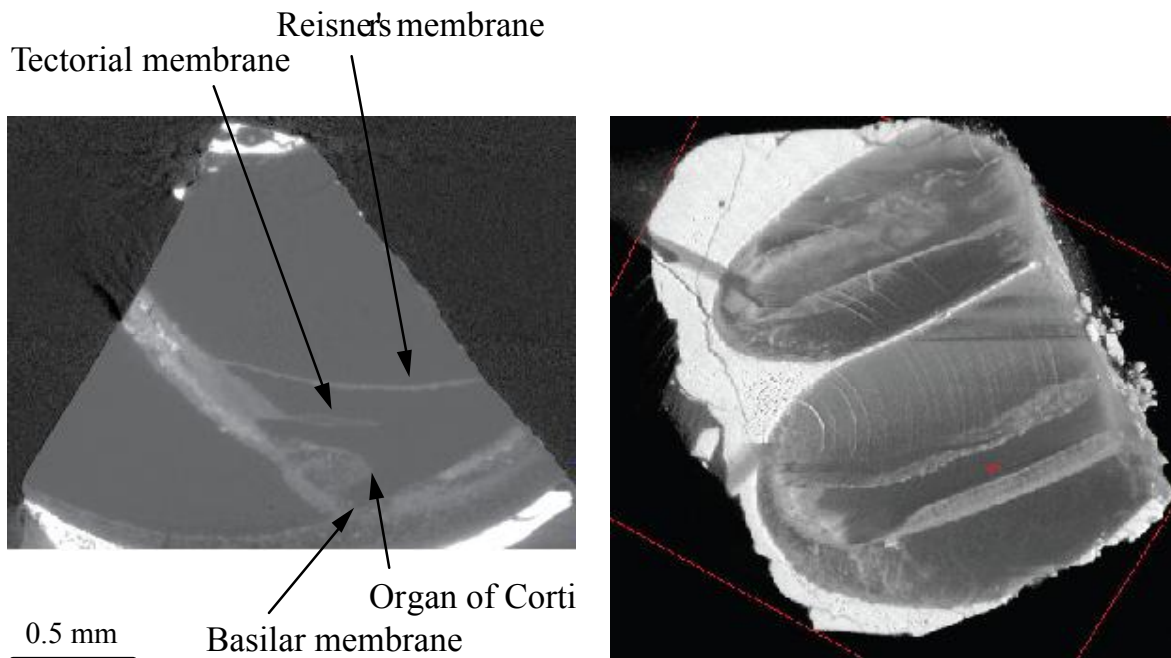 Reisner's membrane
Tectorial membrane
Organ of Corti
Basilar membrane
0.5 mm